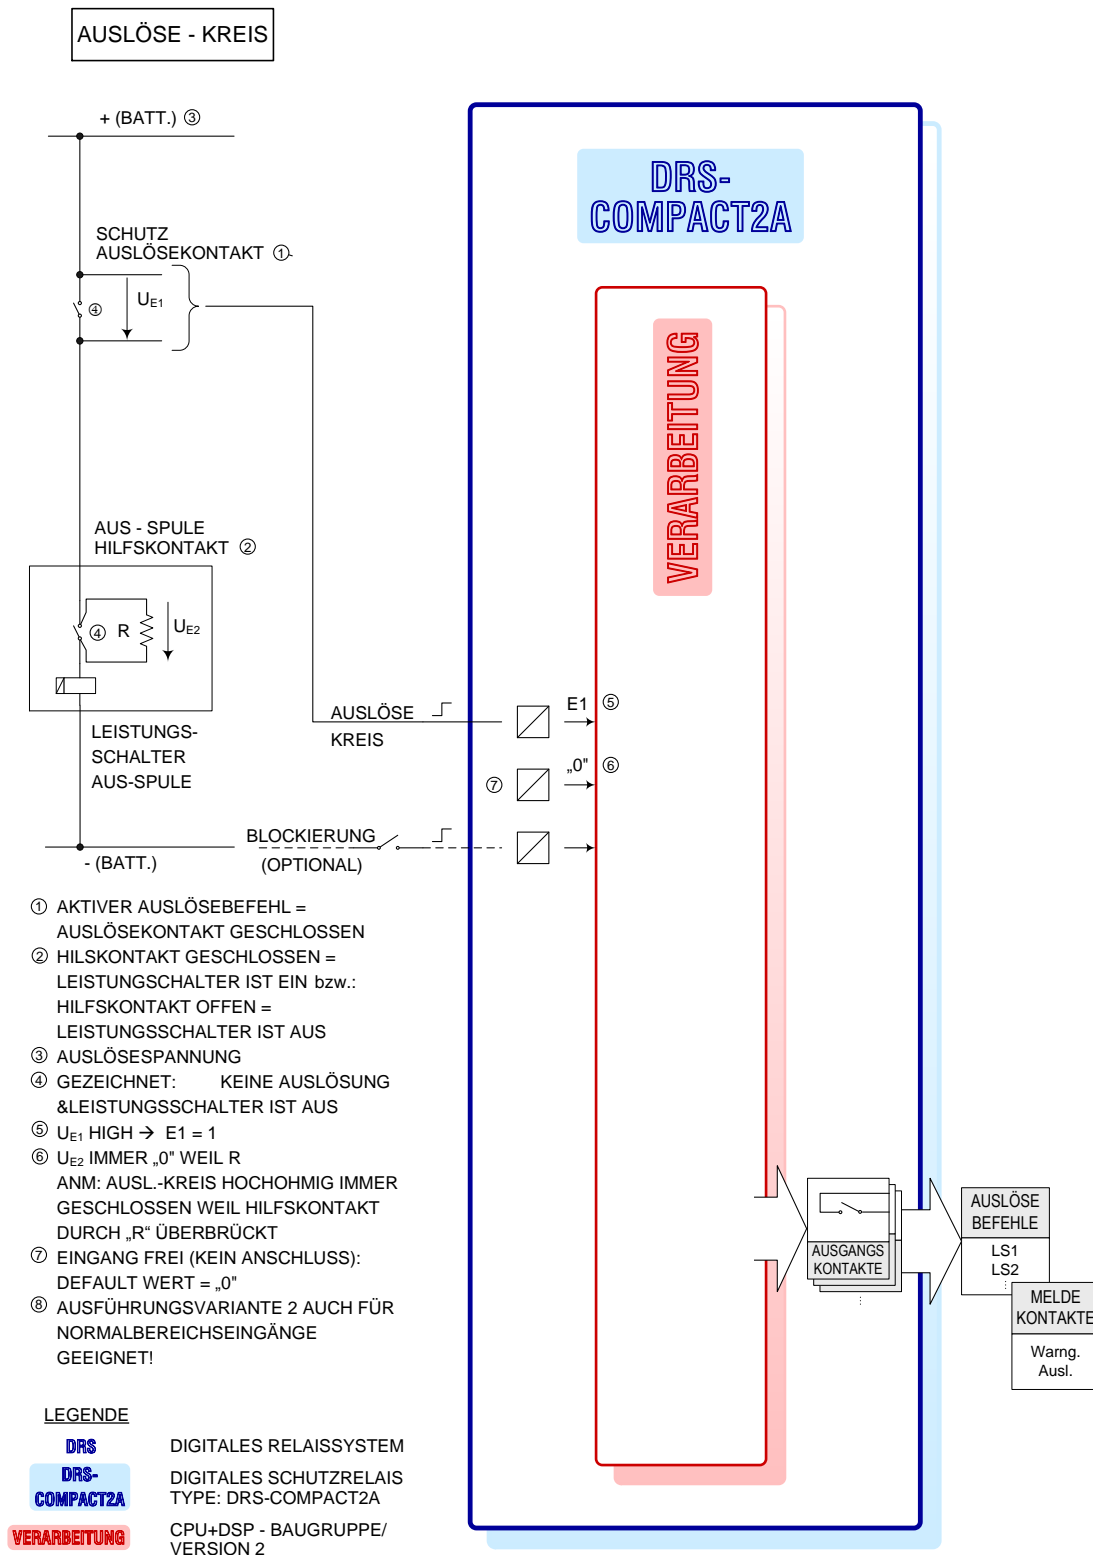 AUSLÖSE - KREIS
+ (BATT.) ③
DRS-
COMPACT2A
SCHUTZ
AUSLÖSEKONTAKT ①
U_E1
④
VERARBEITUNG
AUS - SPULE
HILFSKONTAKT ②
④ R U_E2
LEISTUNGS-
SCHALTER
AUS-SPULE
AUSLÖSE
KREIS
E1 ⑤
„0" ⑥
⑦
BLOCKIERUNG
(OPTIONAL)
- (BATT.)
① AKTIVER AUSLÖSEBEFEHL =
AUSLÖSEKONTAKT GESCHLOSSEN
② HILSKONTAKT GESCHLOSSEN =
LEISTUNGSCHALTER IST EIN bzw.:
HILFSKONTAKT OFFEN =
LEISTUNGSSCHALTER IST AUS
③ AUSLÖSESPANNUNG
④ GEZEICHNET: KEINE AUSLÖSUNG
&LEISTUNGSSCHALTER IST AUS
⑤ U_E1 HIGH → E1 = 1
⑥ U_E2 IMMER „0" WEIL R
ANM: AUSL.-KREIS HOCHOHMIG IMMER
GESCHLOSSEN WEIL HILFSKONTAKT
DURCH „R“ ÜBERBRÜCKT
⑦ EINGANG FREI (KEIN ANSCHLUSS):
DEFAULT WERT = „0"
⑧ AUSFÜHRUNGSVARIANTE 2 AUCH FÜR
NORMALBEREICHSEINGÄNGE
GEEIGNET!
AUSGANGS
KONTAKTE
AUSLÖSE
BEFEHLE
LS1
LS2
MELDE
KONTAKTE
Warng.
Ausl.
LEGENDE
DRS DIGITALES RELAISSYSTEM
DRS-
COMPACT2A
DIGITALES SCHUTZRELAIS
TYPE: DRS-COMPACT2A
VERARBEITUNG
CPU+DSP - BAUGRUPPE/
VERSION 2